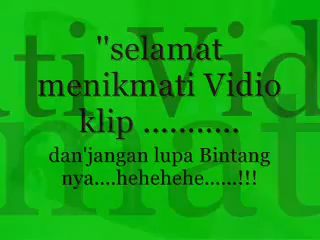 "selamat
menikmati Vidio
klip ...........
dan'jangan lupa Bintang
nya....hehehehe......!!!